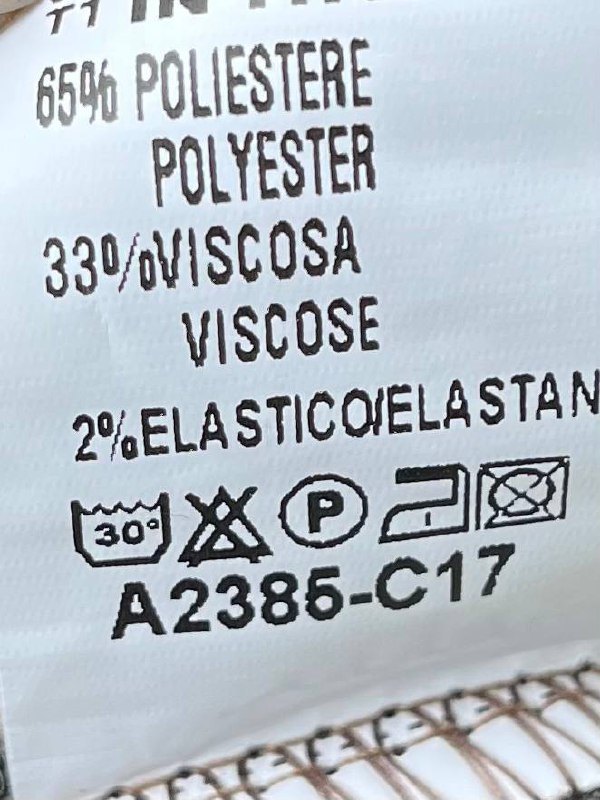 65% POLIESTERE
POLYESTER
33%VISCOSA
VISCOSE
2%ELASTICO/ELASTAN
30° P
A2385-C17